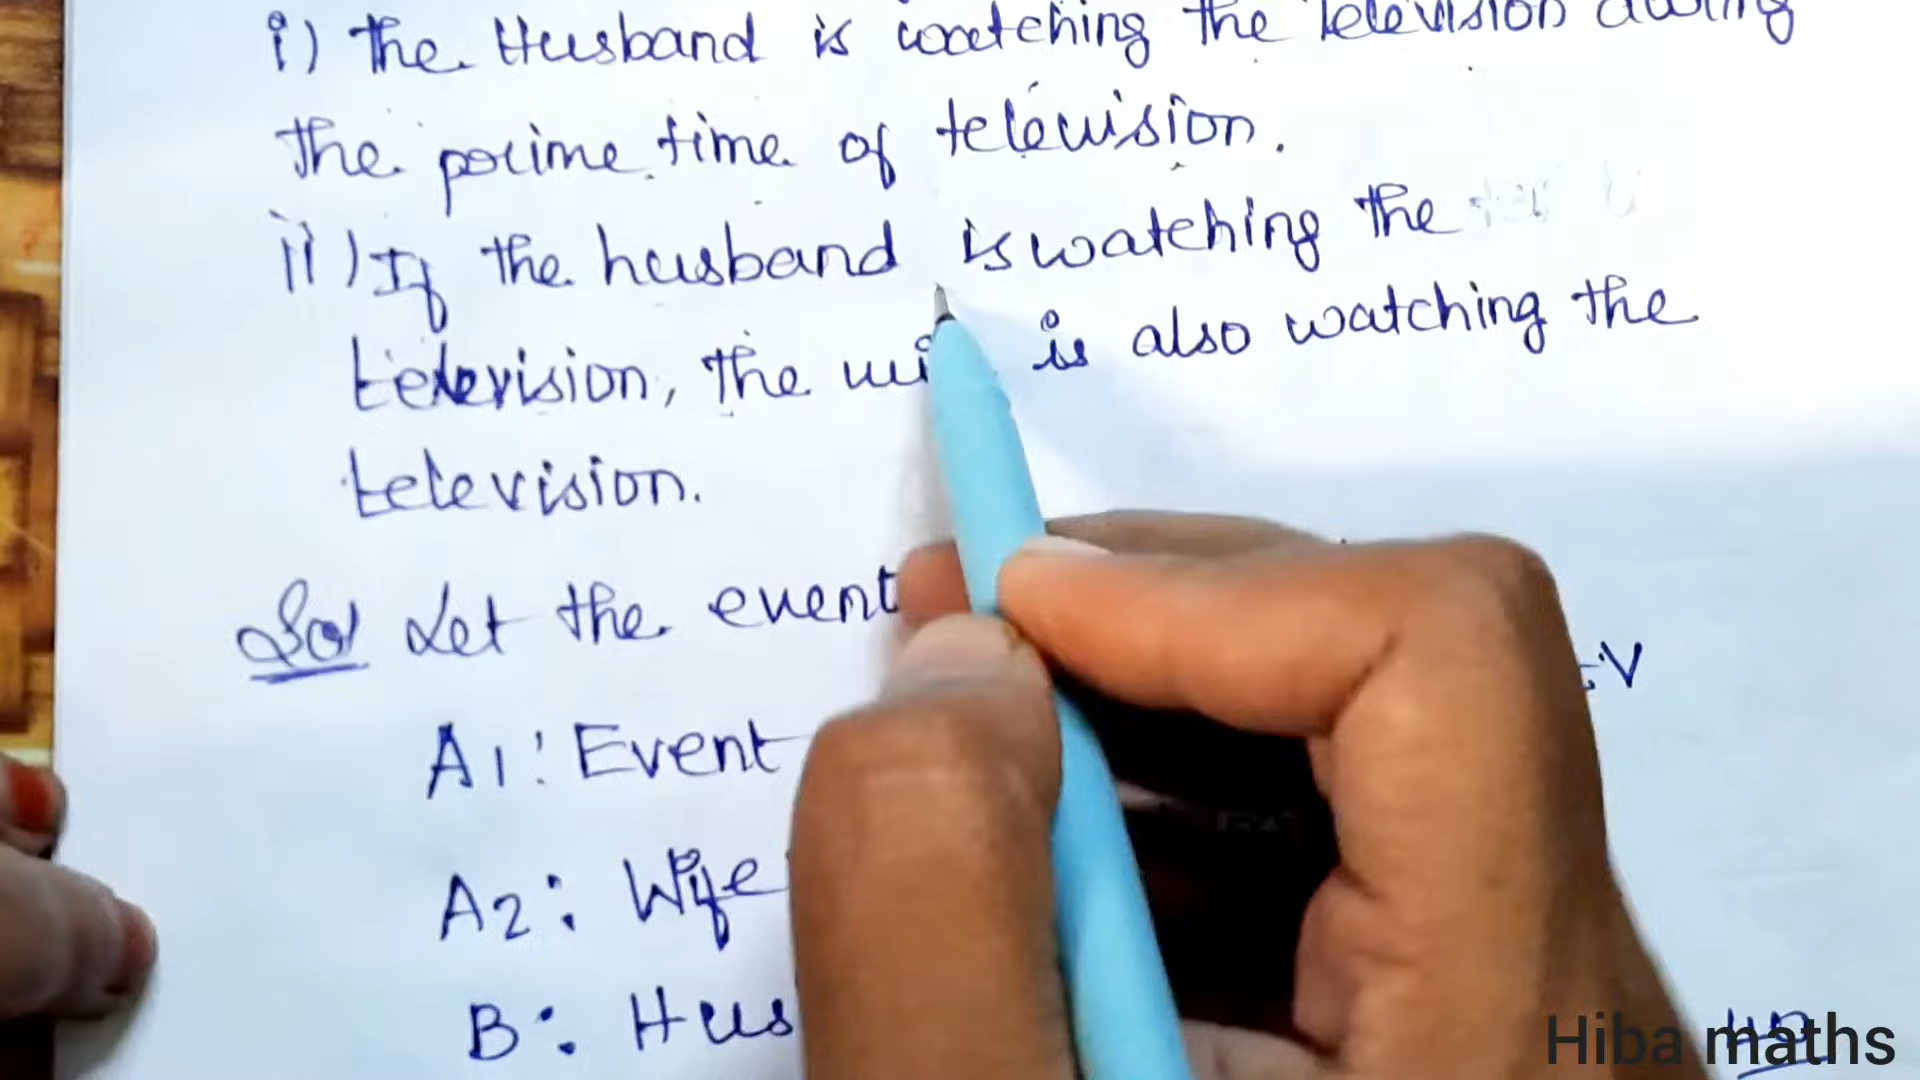 i) the Husband is watching the television during
the prime time of television.
ii) If the husband is watching the
television, the is also watching the
television.
Sol Let the event
t.V
A1: Event
A2: Wife
B: Hus
Hiba maths